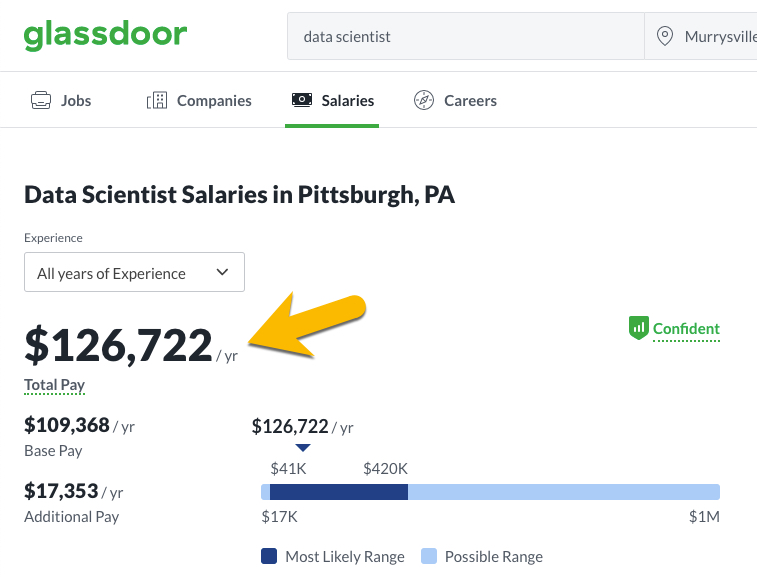 glassdoor
data scientist
Murrysville
Jobs
Companies
Salaries
Careers
Data Scientist Salaries in Pittsburgh, PA
Experience
All years of Experience
$126,722 / yr
Confident
Total Pay
$109,368 / yr
Base Pay
$126,722 / yr
$41K $420K
$17,353 / yr
Additional Pay
$17K $1M
Most Likely Range Possible Range